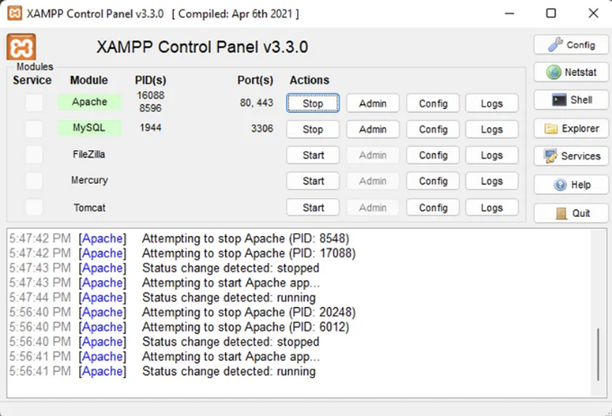 XAMPP Control Panel v3.3.0 [ Compiled: Apr 6th 2021 ]
XAMPP Control Panel v3.3.0
Modules
Service Module PID(s) Port(s) Actions
Apache 16088 8596 80, 443 Stop Admin Config Logs
MySQL 1944 3306 Stop Admin Config Logs
FileZilla Start Admin Config Logs
Mercury Start Admin Config Logs
Tomcat Start Admin Config Logs
Config
Netstat
Shell
Explorer
Services
Help
Quit
5:47:42 PM [Apache] Attempting to stop Apache (PID: 8548)
5:47:42 PM [Apache] Attempting to stop Apache (PID: 17088)
5:47:43 PM [Apache] Status change detected: stopped
5:47:43 PM [Apache] Attempting to start Apache app...
5:47:44 PM [Apache] Status change detected: running
5:56:40 PM [Apache] Attempting to stop Apache (PID: 20248)
5:56:40 PM [Apache] Attempting to stop Apache (PID: 6012)
5:56:40 PM [Apache] Status change detected: stopped
5:56:41 PM [Apache] Attempting to start Apache app...
5:56:41 PM [Apache] Status change detected: running